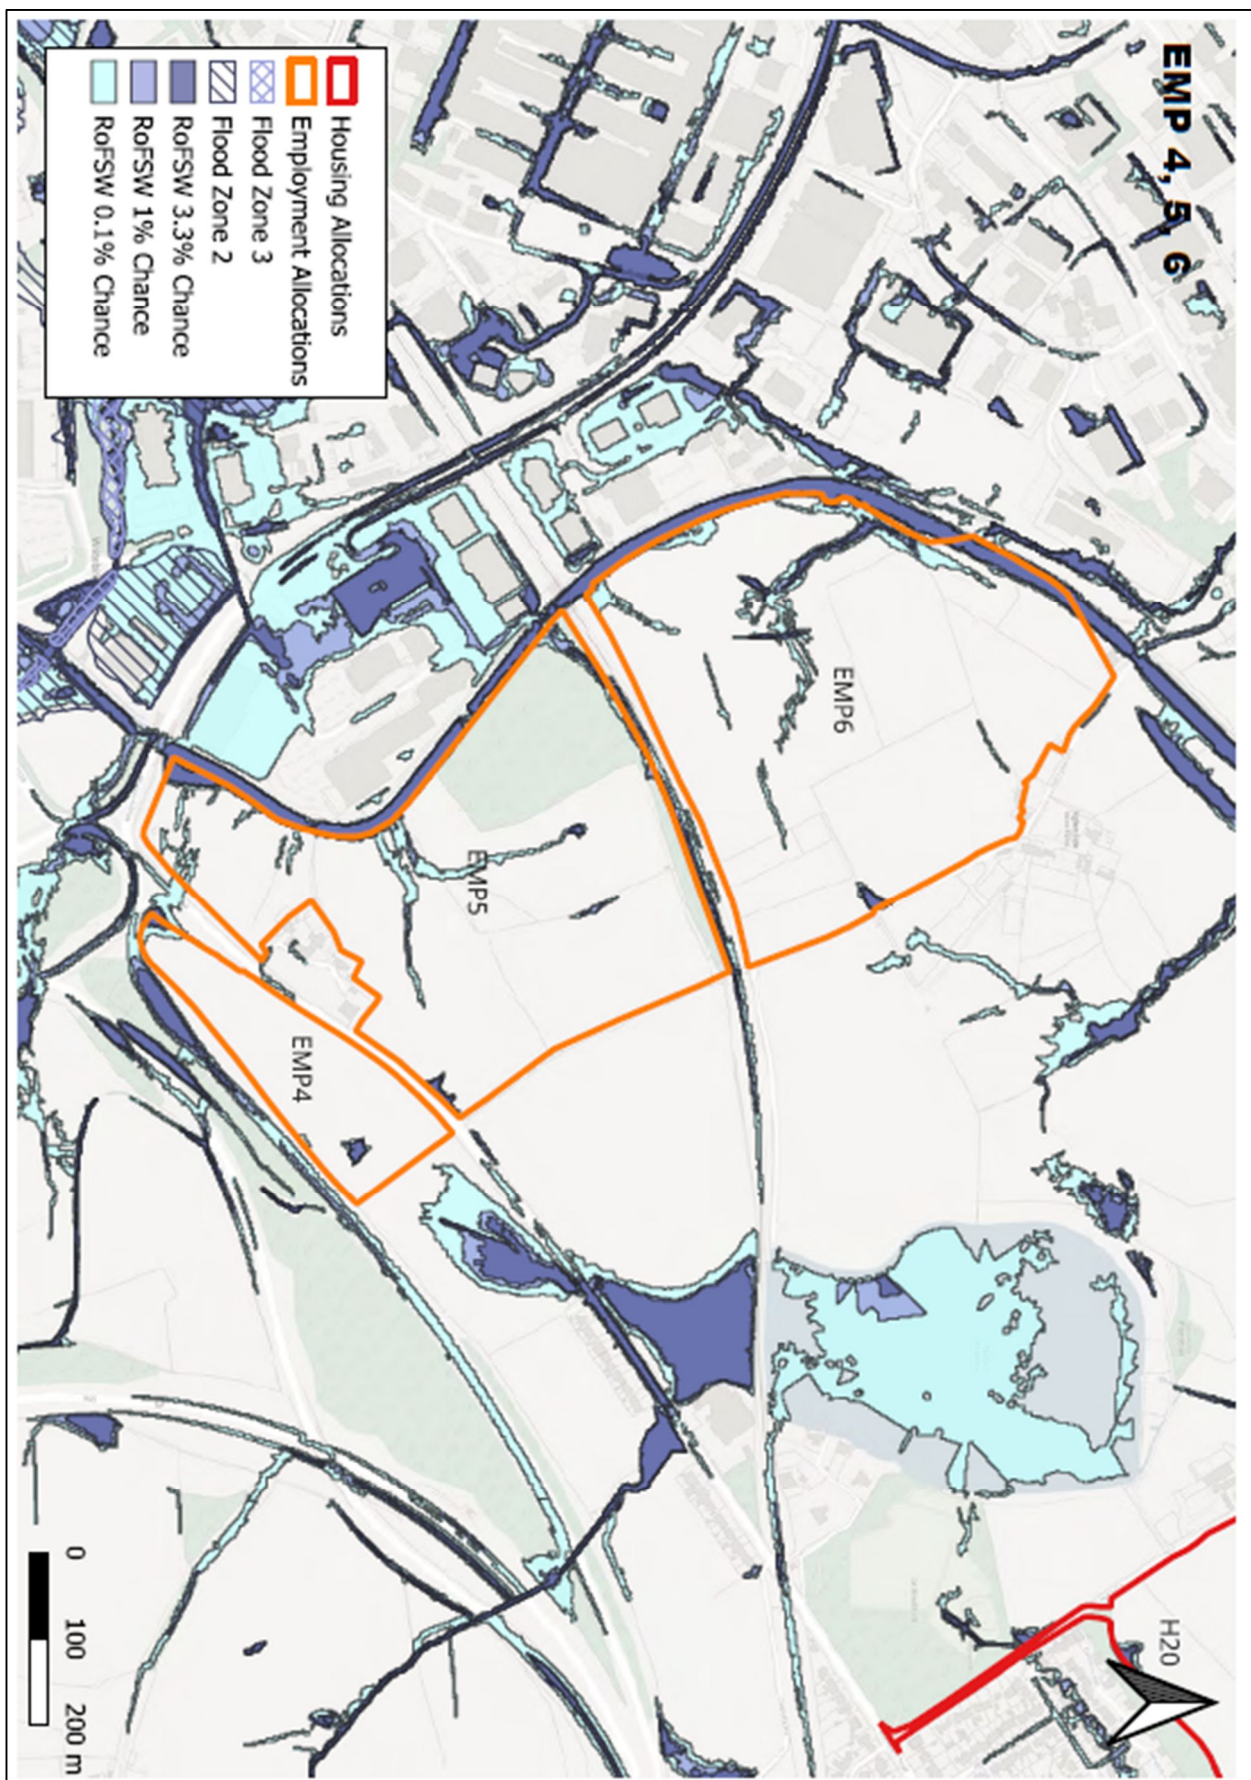 EMP 4, 5, 6
Housing Allocations
Employment Allocations
Flood Zone 3
Flood Zone 2
RoFSW 3.3% Chance
RoFSW 1% Chance
RoFSW 0.1% Chance
EMP6
EMP5
EMP4
H20
0 100 200 m